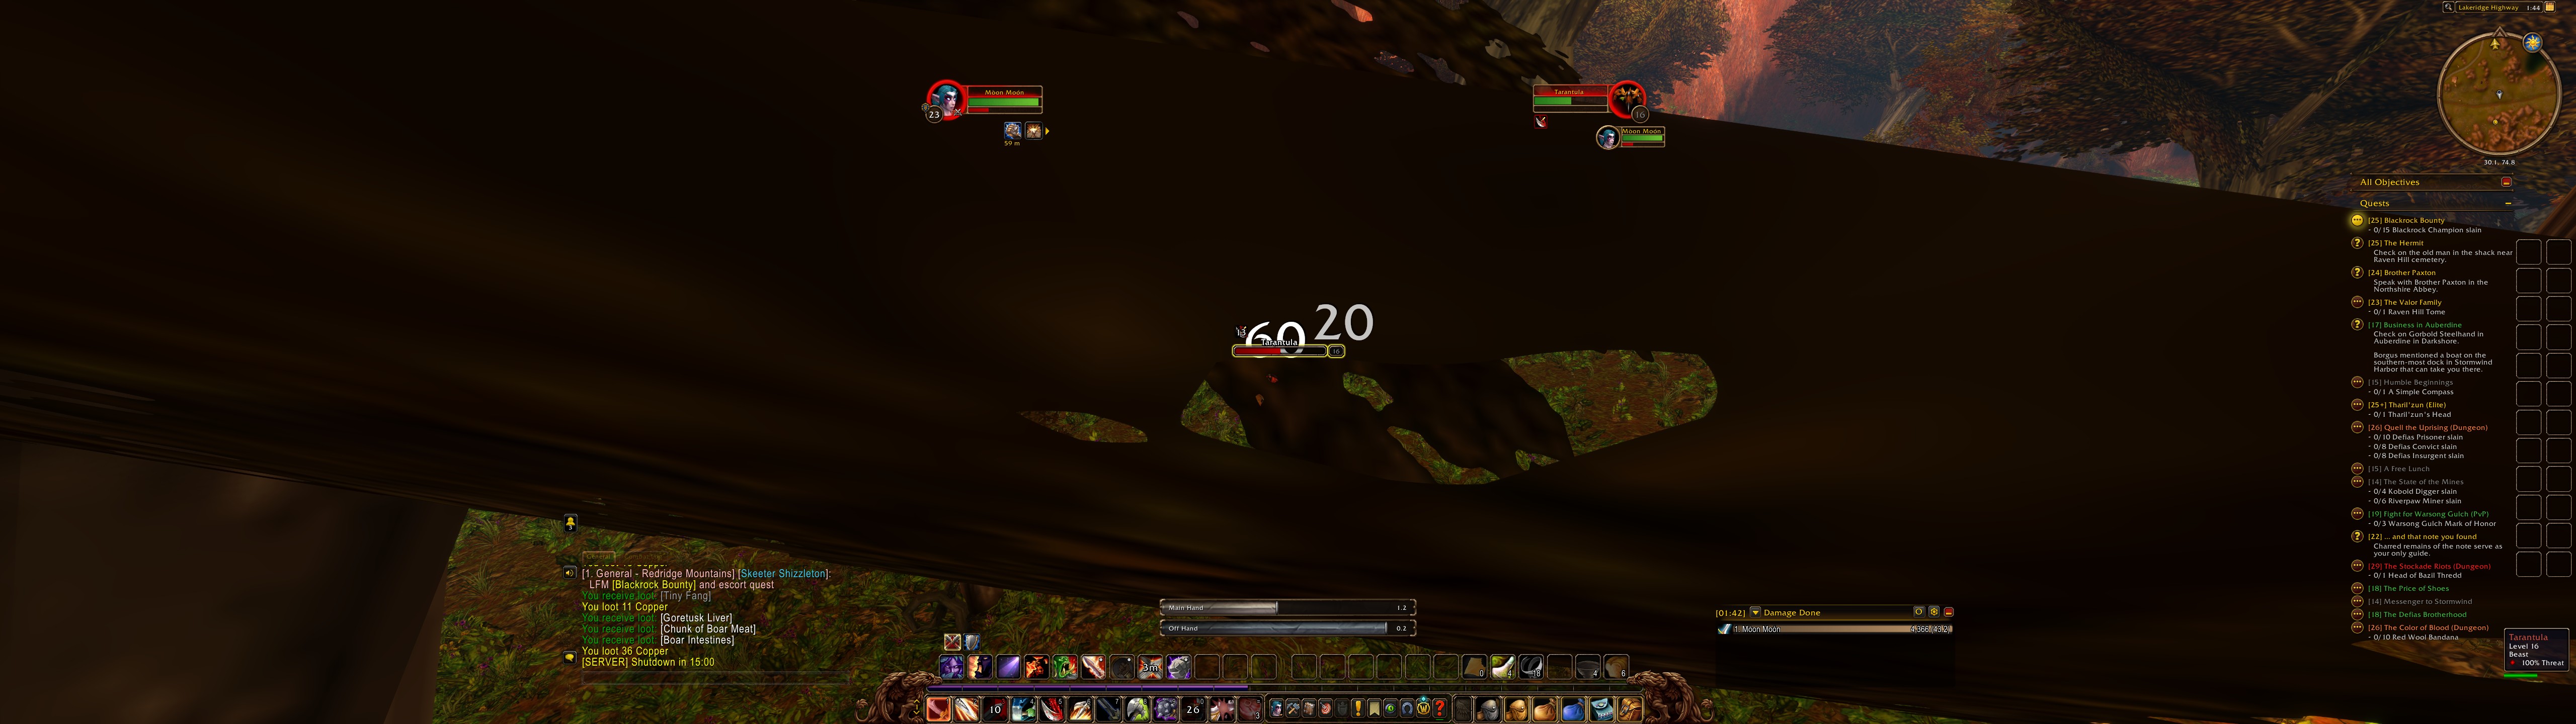 Lakeridge Highway 1:44
Mòon Moòn
23
59 m
Tarantula
16
Mòon Moòn
30.1, 74.8
All Objectives
Quests
[25] Blackrock Bounty
- 0/15 Blackrock Champion slain
[25] The Hermit
Check on the old man in the shack near
Raven Hill cemetery.
[24] Brother Paxton
Speak with Brother Paxton in the
Northshire Abbey.
[23] The Valor Family
- 0/1 Raven Hill Tome
[17] Business in Auberdine
Check on Gorbold Steelhand in
Auberdine in Darkshore.
Borgus mentioned a boat on the
southern-most dock in Stormwind
Harbor that can take you there.
[15] Humble Beginnings
- 0/1 A Simple Compass
[25+] Tharil'zun (Elite)
- 0/1 Tharil'zun's Head
[26] Quell the Uprising (Dungeon)
- 0/10 Defias Prisoner slain
- 0/8 Defias Convict slain
- 0/8 Defias Insurgent slain
[15] A Free Lunch
[14] The State of the Mines
- 0/4 Kobold Digger slain
- 0/6 Riverpaw Miner slain
[19] Fight for Warsong Gulch (PvP)
- 0/3 Warsong Gulch Mark of Honor
[22] ... and that note you found
Charred remains of the note serve as
your only guide.
[29] The Stockade Riots (Dungeon)
- 0/1 Head of Bazil Thredd
[18] The Price of Shoes
[14] Messenger to Stormwind
[18] The Defias Brotherhood
[26] The Color of Blood (Dungeon)
- 0/10 Red Wool Bandana
13 60 20
Tarantula
16
[1. General - Redridge Mountains] [Skeeter Shizzleton]:
LFM [Blackrock Bounty] and escort quest
You receive loot: [Tiny Fang]
You loot 11 Copper
You receive loot: [Goretusk Liver]
You receive loot: [Chunk of Boar Meat]
You receive loot: [Boar Intestines]
You loot 36 Copper
[SERVER] Shutdown in 15:00
Main Hand 1.2
Off Hand 0.2
[01:42] Damage Done
Tarantula
Level 16
Beast
100% Threat
3m
0
4
18
4
6
10
26
3